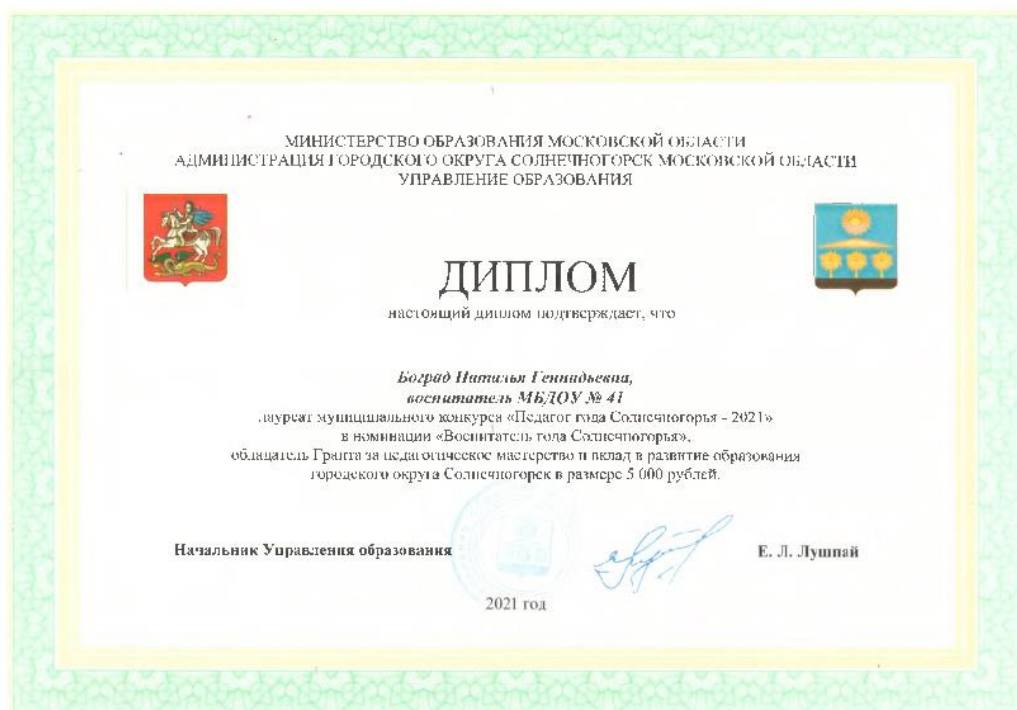 МИНИСТЕРСТВО ОБРАЗОВАНИЯ МОСКОВСКОЙ ОБЛАСТИ
АДМИНИСТРАЦИЯ ГОРОДСКОГО ОКРУГА СОЛНЕЧНОГОРСК МОСКОВСКОЙ ОБЛАСТИ
УПРАВЛЕНИЕ ОБРАЗОВАНИЯ
ДИПЛОМ
настоящий диплом подтверждает, что
Боград Наталья Геннадьевна,
воспитатель МБДОУ № 41
лауреат муниципального конкурса «Педагог года Солнечногорья - 2021»
в номинации «Воспитатель года Солнечногорья»,
обладатель Гранта за педагогическое мастерство и вклад в развитие образования
городского округа Солнечногорск в размере 5 000 рублей.
Начальник Управления образования
Е. Л. Лушпай
2021 год